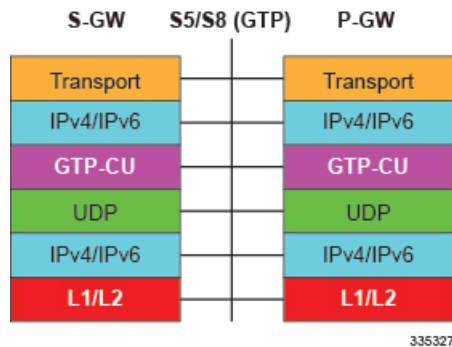 S-GW S5/S8 (GTP) P-GW
Transport Transport
IPv4/IPv6 IPv4/IPv6
GTP-CU GTP-CU
UDP UDP
IPv4/IPv6 IPv4/IPv6
L1/L2 L1/L2
335327